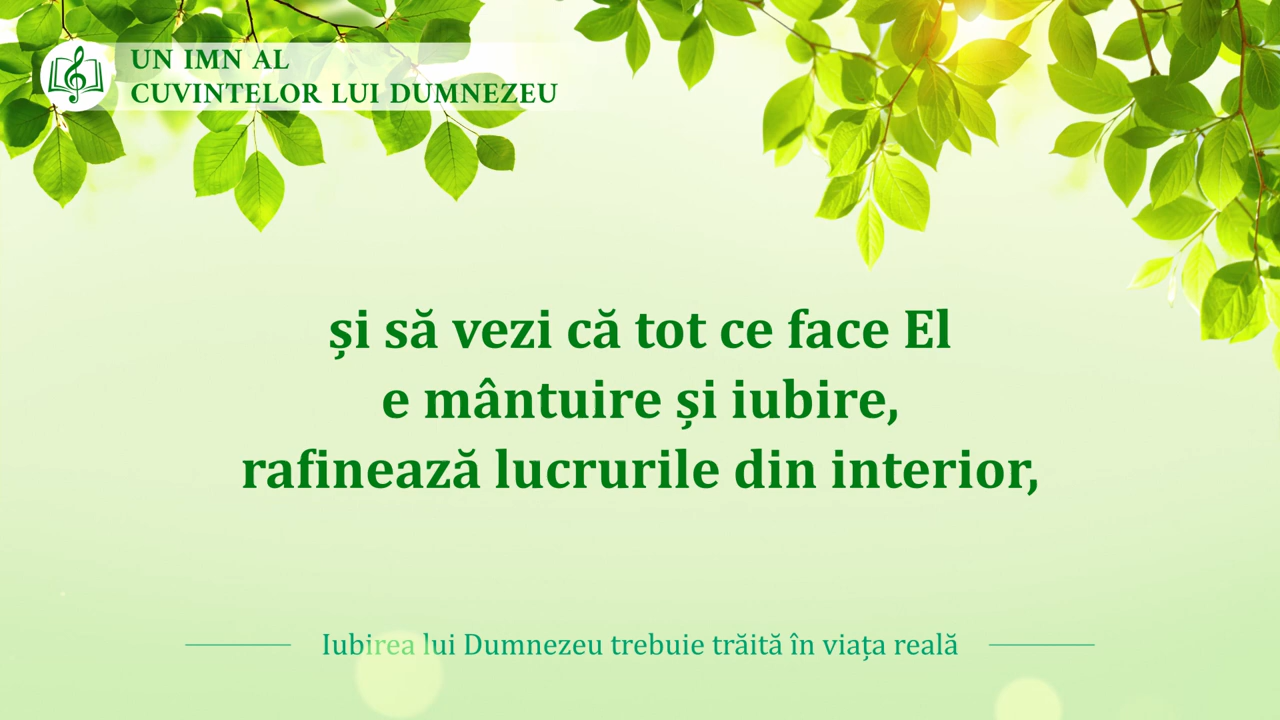 UN IMN AL
CUVINTELOR LUI DUMNEZEU
și să vezi că tot ce face El
e mântuire și iubire,
rafinează lucrurile din interior,
Iubirea lui Dumnezeu trebuie trăită în viața reală